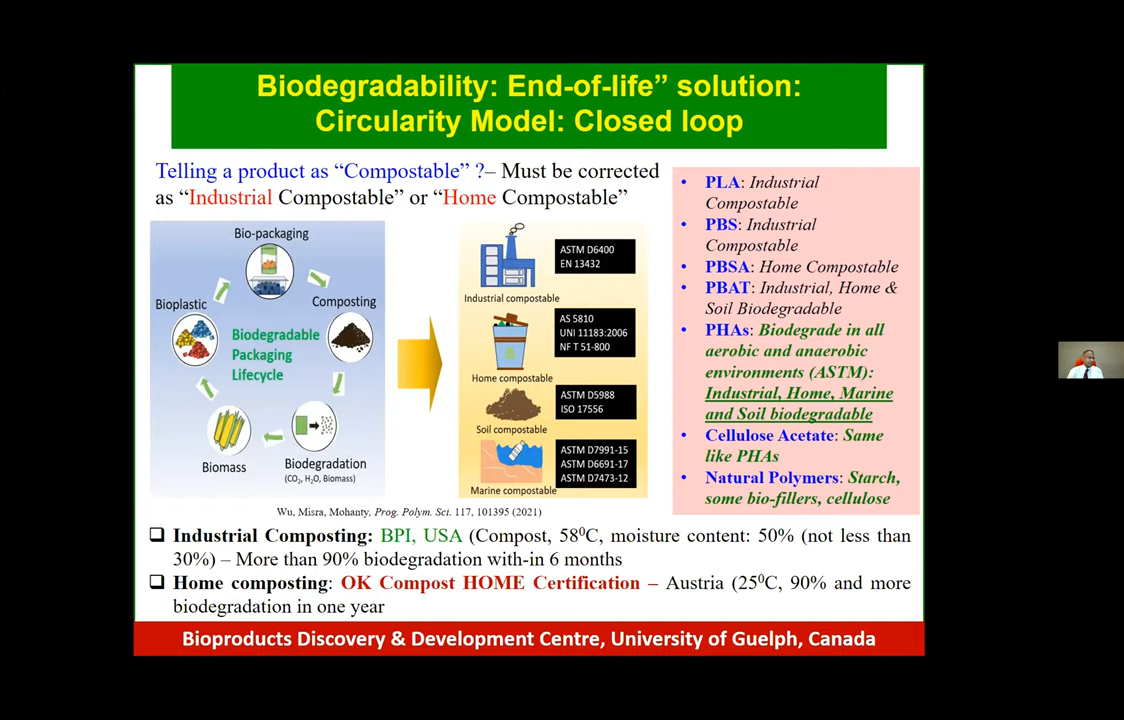 Biodegradability: End-of-life” solution:
Circularity Model: Closed loop
Telling a product as “Compostable” ?– Must be corrected
as “Industrial Compostable” or “Home Compostable”
Bio-packaging
Bioplastic
Composting
Biodegradable
Packaging
Lifecycle
Biomass
Biodegradation
(CO2, H2O, Biomass)
ASTM D6400
EN 13432
Industrial compostable
AS 5810
UNI 11183:2006
NF T 51-800
Home compostable
ASTM D5988
ISO 17556
Soil compostable
ASTM D7991-15
ASTM D6691-17
ASTM D7473-12
Marine compostable
• PLA: Industrial
Compostable
• PBS: Industrial
Compostable
• PBSA: Home Compostable
• PBAT: Industrial, Home &
Soil Biodegradable
• PHAs: Biodegrade in all
aerobic and anaerobic
environments (ASTM):
Industrial, Home, Marine
and Soil biodegradable
• Cellulose Acetate: Same
like PHAs
• Natural Polymers: Starch,
some bio-fillers, cellulose
Wu, Misra, Mohanty, Prog. Polym. Sci. 117, 101395 (2021)
❑ Industrial Composting: BPI, USA (Compost, 58⁰C, moisture content: 50% (not less than
30%) – More than 90% biodegradation with-in 6 months
❑ Home composting: OK Compost HOME Certification – Austria (25⁰C, 90% and more
biodegradation in one year
Bioproducts Discovery & Development Centre, University of Guelph, Canada